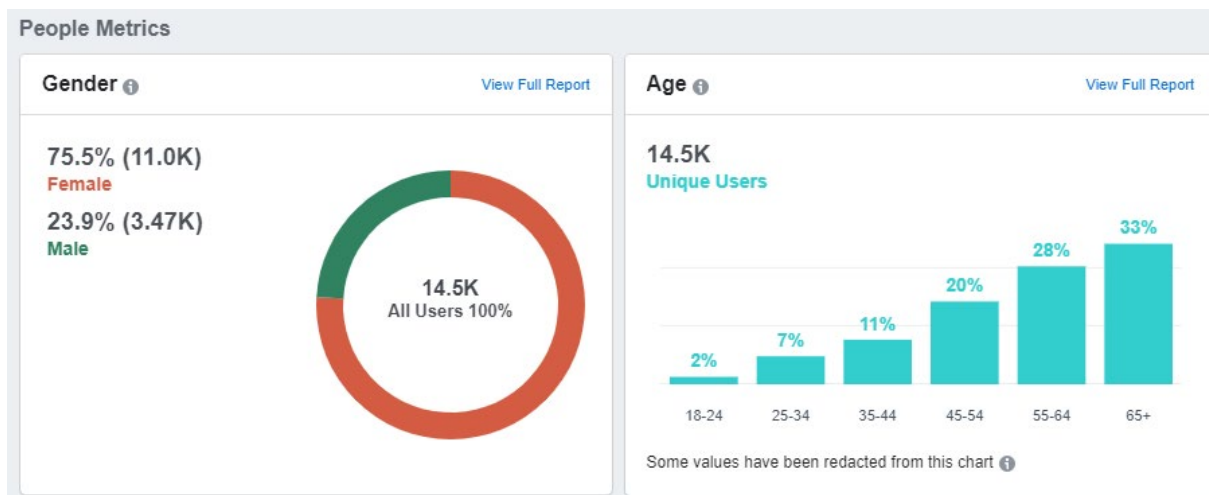 People Metrics
Gender
View Full Report
75.5% (11.0K)
Female
23.9% (3.47K)
Male
14.5K
All Users 100%
Age
View Full Report
14.5K
Unique Users
2%
7%
11%
20%
28%
33%
18-24
25-34
35-44
45-54
55-64
65+
Some values have been redacted from this chart